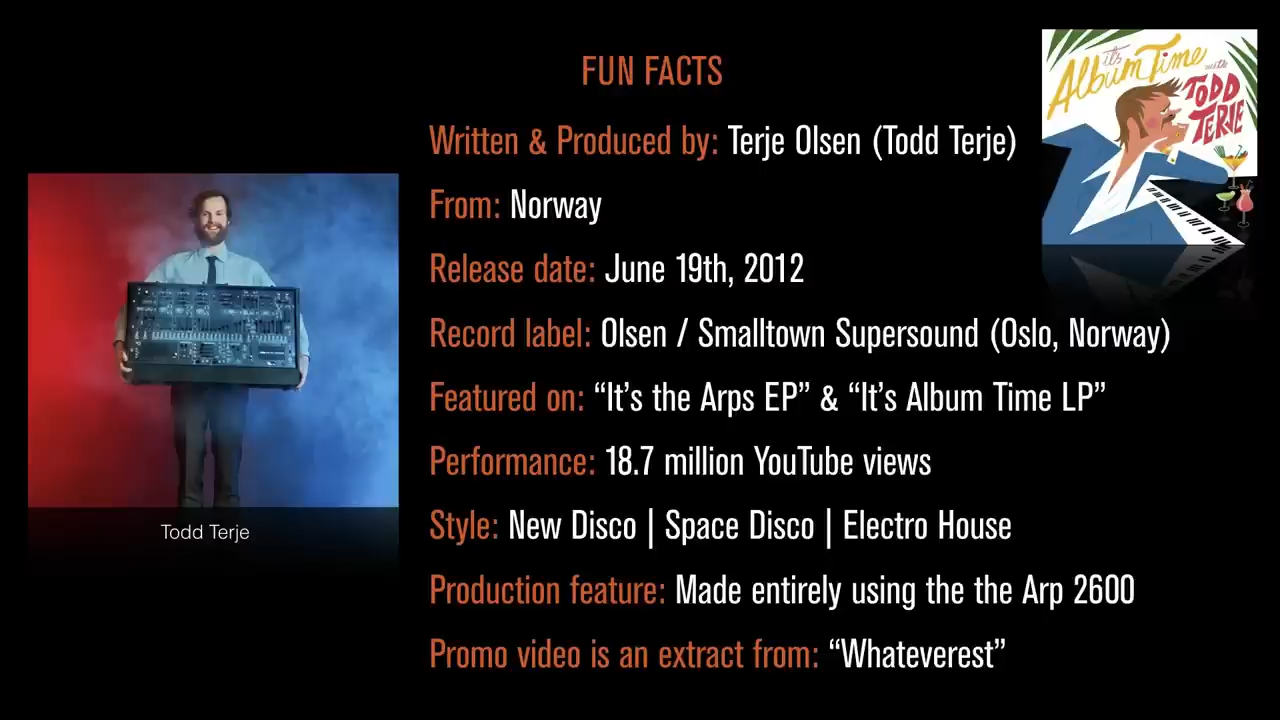 FUN FACTS
it's
Album Time
with
TODD
TERJE
Written & Produced by: Terje Olsen (Todd Terje)
From: Norway
Release date: June 19th, 2012
Record label: Olsen / Smalltown Supersound (Oslo, Norway)
Featured on: “It’s the Arps EP” & “It’s Album Time LP”
Performance: 18.7 million YouTube views
Style: New Disco | Space Disco | Electro House
Production feature: Made entirely using the the Arp 2600
Promo video is an extract from: “Whateverest”
Todd Terje